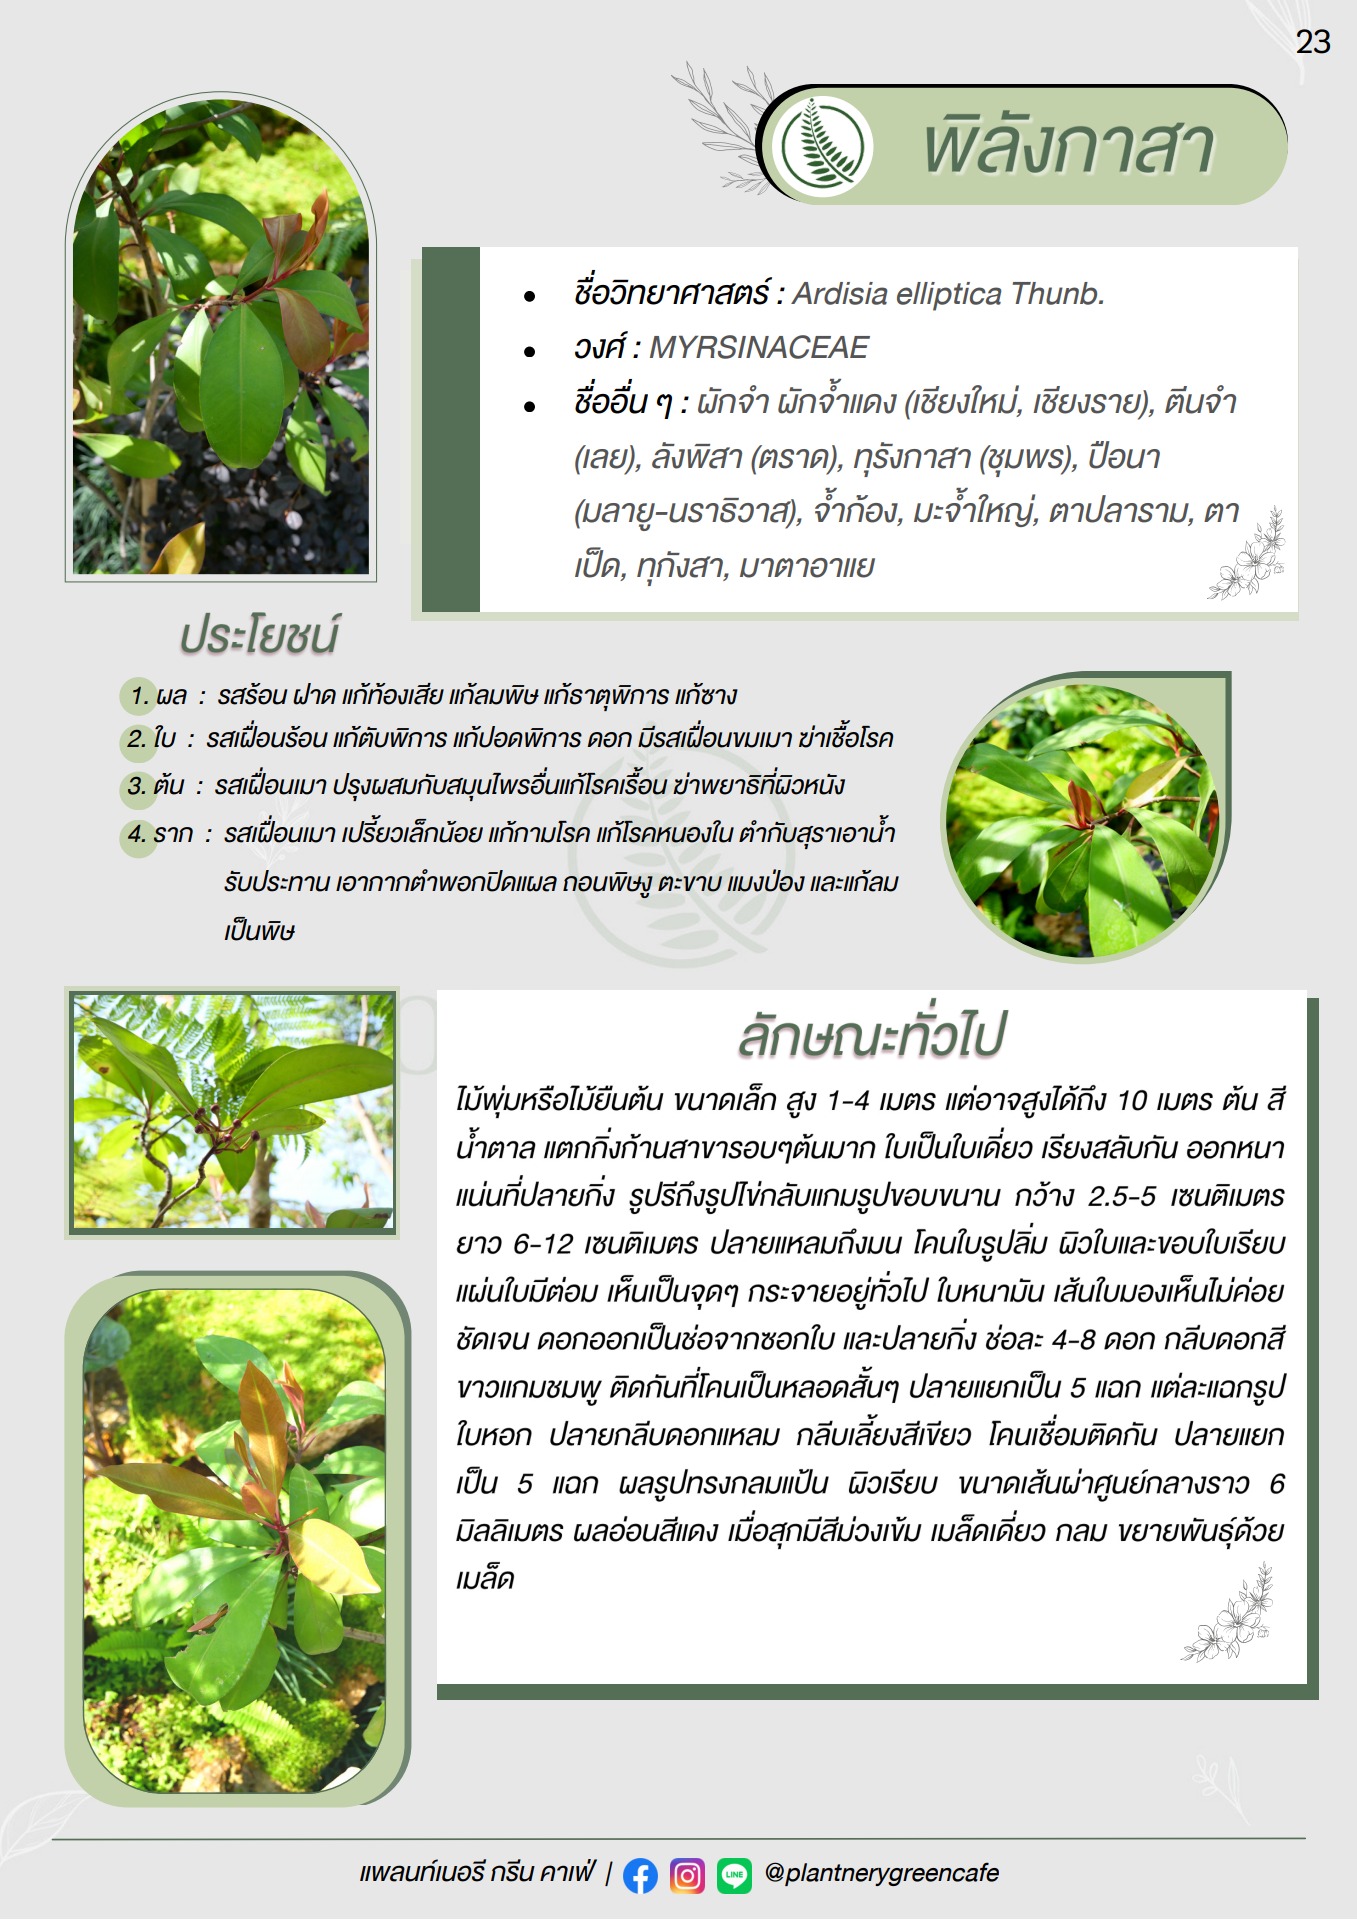 23
พิลังกาสา
ชื่อวิทยาศาสตร์ : Ardisia elliptica Thunb.
วงศ์ : MYRSINACEAE
ชื่ออื่น ๆ : ผักจำ ผักจ้ำแดง (เชียงใหม่, เชียงราย), ตีนจำ
(เลย), ลังพิสา (ตราด), ทุรังกาสา (ชุมพร), ปือนา
(มลายู-นราธิวาส), จ้ำก้อง, มะจ้ำใหญ่, ตาปลาราม, ตา
เป็ด, ทุกังสา, มาตาอาแย
ประโยชน์
1. ผล : รสร้อน ฝาด แก้ท้องเสีย แก้ลมพิษ แก้ธาตุพิการ แก้ซาง
2. ใบ : รสเฝื่อนร้อน แก้ตับพิการ แก้ปอดพิการ ดอก มีรสเฝื่อนขมเมา ฆ่าเชื้อโรค
3. ต้น : รสเฝื่อนเมา ปรุงผสมกับสมุนไพรอื่นแก้โรคเรื้อน ฆ่าพยาธิที่ผิวหนัง
4. ราก : รสเฝื่อนเมา เปรี้ยวเล็กน้อย แก้กามโรค แก้โรคหนองใน ตำกับสุราเอาน้ำ
รับประทาน เอากากตำพอกปิดแผล ถอนพิษงู ตะขาบ แมงป่อง และแก้ลม
เป็นพิษ
ลักษณะทั่วไป
ไม้พุ่มหรือไม้ยืนต้น ขนาดเล็ก สูง 1-4 เมตร แต่อาจสูงได้ถึง 10 เมตร ต้น สี
น้ำตาล แตกกิ่งก้านสาขารอบๆต้นมาก ใบเป็นใบเดี่ยว เรียงสลับกัน ออกหนา
แน่นที่ปลายกิ่ง รูปรีถึงรูปไข่กลับแกมรูปขอบขนาน กว้าง 2.5-5 เซนติเมตร
ยาว 6-12 เซนติเมตร ปลายแหลมถึงมน โคนใบรูปลิ่ม ผิวใบและขอบใบเรียบ
แผ่นใบมีต่อม เห็นเป็นจุดๆ กระจายอยู่ทั่วไป ใบหนามัน เส้นใบมองเห็นไม่ค่อย
ชัดเจน ดอกออกเป็นช่อจากซอกใบ และปลายกิ่ง ช่อละ 4-8 ดอก กลีบดอกสี
ขาวแกมชมพู ติดกันที่โคนเป็นหลอดสั้นๆ ปลายแยกเป็น 5 แฉก แต่ละแฉกรูป
ใบหอก ปลายกลีบดอกแหลม กลีบเลี้ยงสีเขียว โคนเชื่อมติดกัน ปลายแยก
เป็น 5 แฉก ผลรูปทรงกลมแป้น ผิวเรียบ ขนาดเส้นผ่าศูนย์กลางราว 6
มิลลิเมตร ผลอ่อนสีแดง เมื่อสุกมีสีม่วงเข้ม เมล็ดเดี่ยว กลม ขยายพันธุ์ด้วย
เมล็ด
แพลนท์เนอรี กรีน คาเฟ่ | LINE @plantnerygreencafe